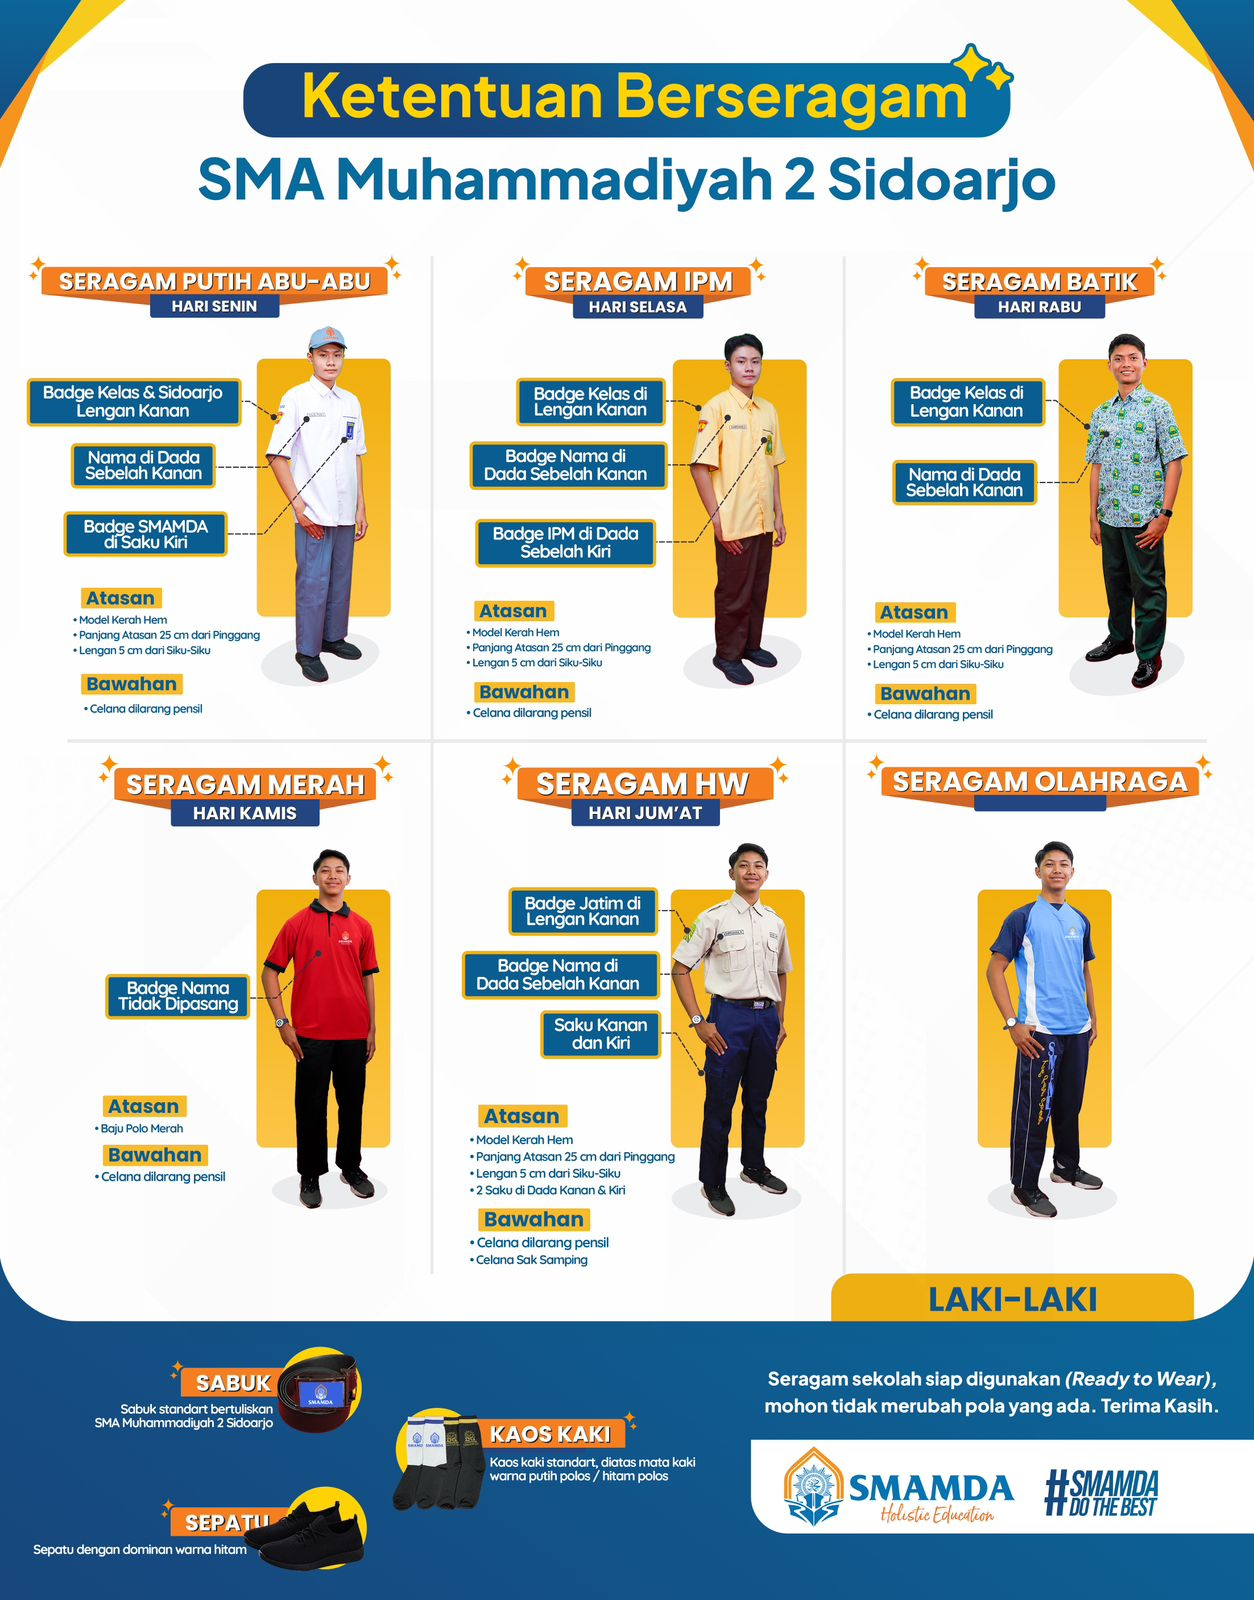 Ketentuan Berseragam
SMA Muhammadiyah 2 Sidoarjo
SERAGAM PUTIH ABU-ABU
HARI SENIN
Badge Kelas & Sidoarjo
Lengan Kanan
Nama di Dada
Sebelah Kanan
Badge SMAMDA
di Saku Kiri
Atasan
• Model Kerah Hem
• Panjang Atasan 25 cm dari Pinggang
• Lengan 5 cm dari Siku-Siku
Bawahan
• Celana dilarang pensil
SERAGAM IPM
HARI SELASA
Badge Kelas di
Lengan Kanan
Badge Nama di
Dada Sebelah Kanan
Badge IPM di Dada
Sebelah Kiri
Atasan
• Model Kerah Hem
• Panjang Atasan 25 cm dari Pinggang
• Lengan 5 cm dari Siku-Siku
Bawahan
• Celana dilarang pensil
SERAGAM BATIK
HARI RABU
Badge Kelas di
Lengan Kanan
Nama di Dada
Sebelah Kanan
Atasan
• Model Kerah Hem
• Panjang Atasan 25 cm dari Pinggang
• Lengan 5 cm dari Siku-Siku
Bawahan
• Celana dilarang pensil
SERAGAM MERAH
HARI KAMIS
Badge Nama
Tidak Dipasang
Atasan
• Baju Polo Merah
Bawahan
• Celana dilarang pensil
SERAGAM HW
HARI JUM'AT
Badge Jatim di
Lengan Kanan
Badge Nama di
Dada Sebelah Kanan
Saku Kanan
dan Kiri
Atasan
• Model Kerah Hem
• Panjang Atasan 25 cm dari Pinggang
• Lengan 5 cm dari Siku-Siku
• 2 Saku di Dada Kanan & Kiri
Bawahan
• Celana dilarang pensil
• Celana Sak Samping
SERAGAM OLAHRAGA
LAKI-LAKI
SABUK
Sabuk standart bertuliskan
SMA Muhammadiyah 2 Sidoarjo
SMAMDA
KAOS KAKI
Kaos kaki standart, diatas mata kaki
warna putih polos / hitam polos
SEPATU
Sepatu dengan dominan warna hitam
Seragam sekolah siap digunakan (Ready to Wear),
mohon tidak merubah pola yang ada. Terima Kasih.
SMAMDA
Holistic Education
#SMAMDA
DO THE BEST